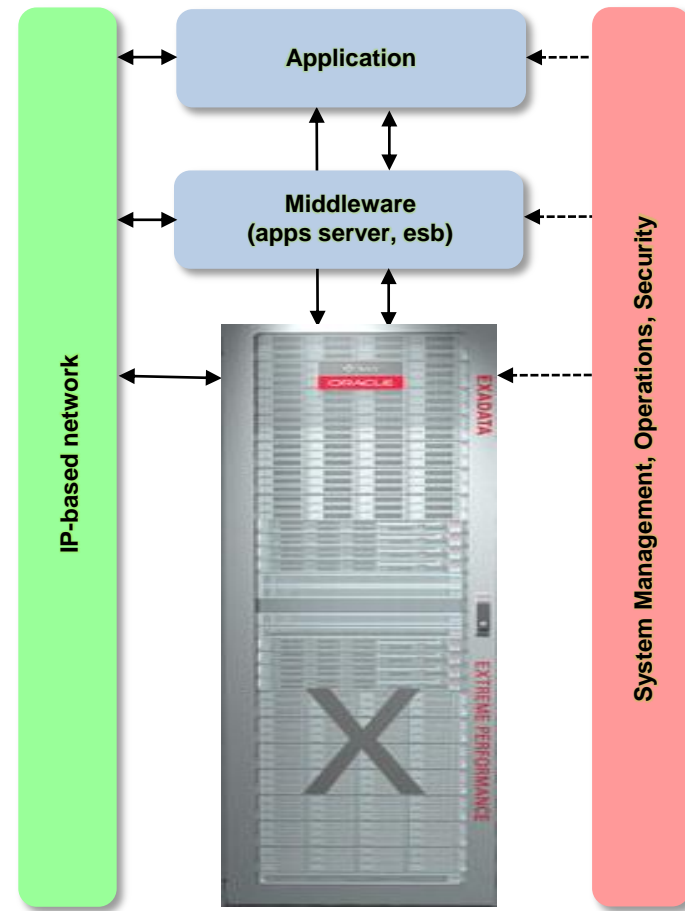 Application
Middleware
(apps server, esb)
IP-based network
System Management, Operations, Security
ORACLE
EXADATA
X
EXTREME PERFORMANCE